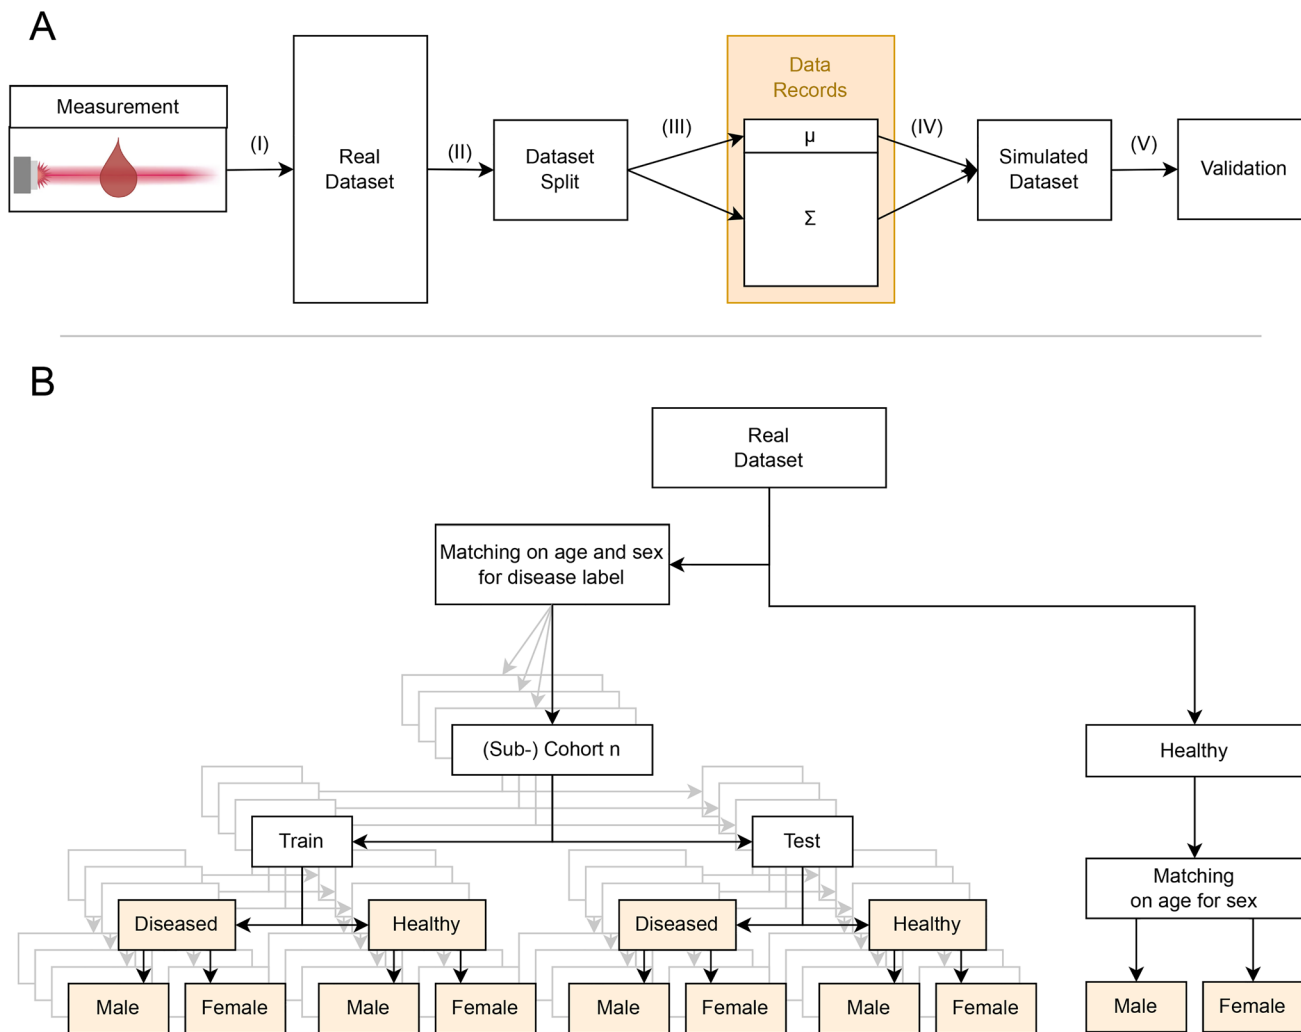 A
Measurement
(I)
Real
Dataset
(II)
Dataset
Split
(III)
Data
Records
μ
Σ
(IV)
Simulated
Dataset
(V)
Validation
B
Real
Dataset
Matching on age and sex
for disease label
(Sub-) Cohort n
Healthy
Train
Test
Matching
on age for sex
Diseased
Healthy
Diseased
Healthy
Male
Female
Male
Female
Male
Female
Male
Female
Male
Female